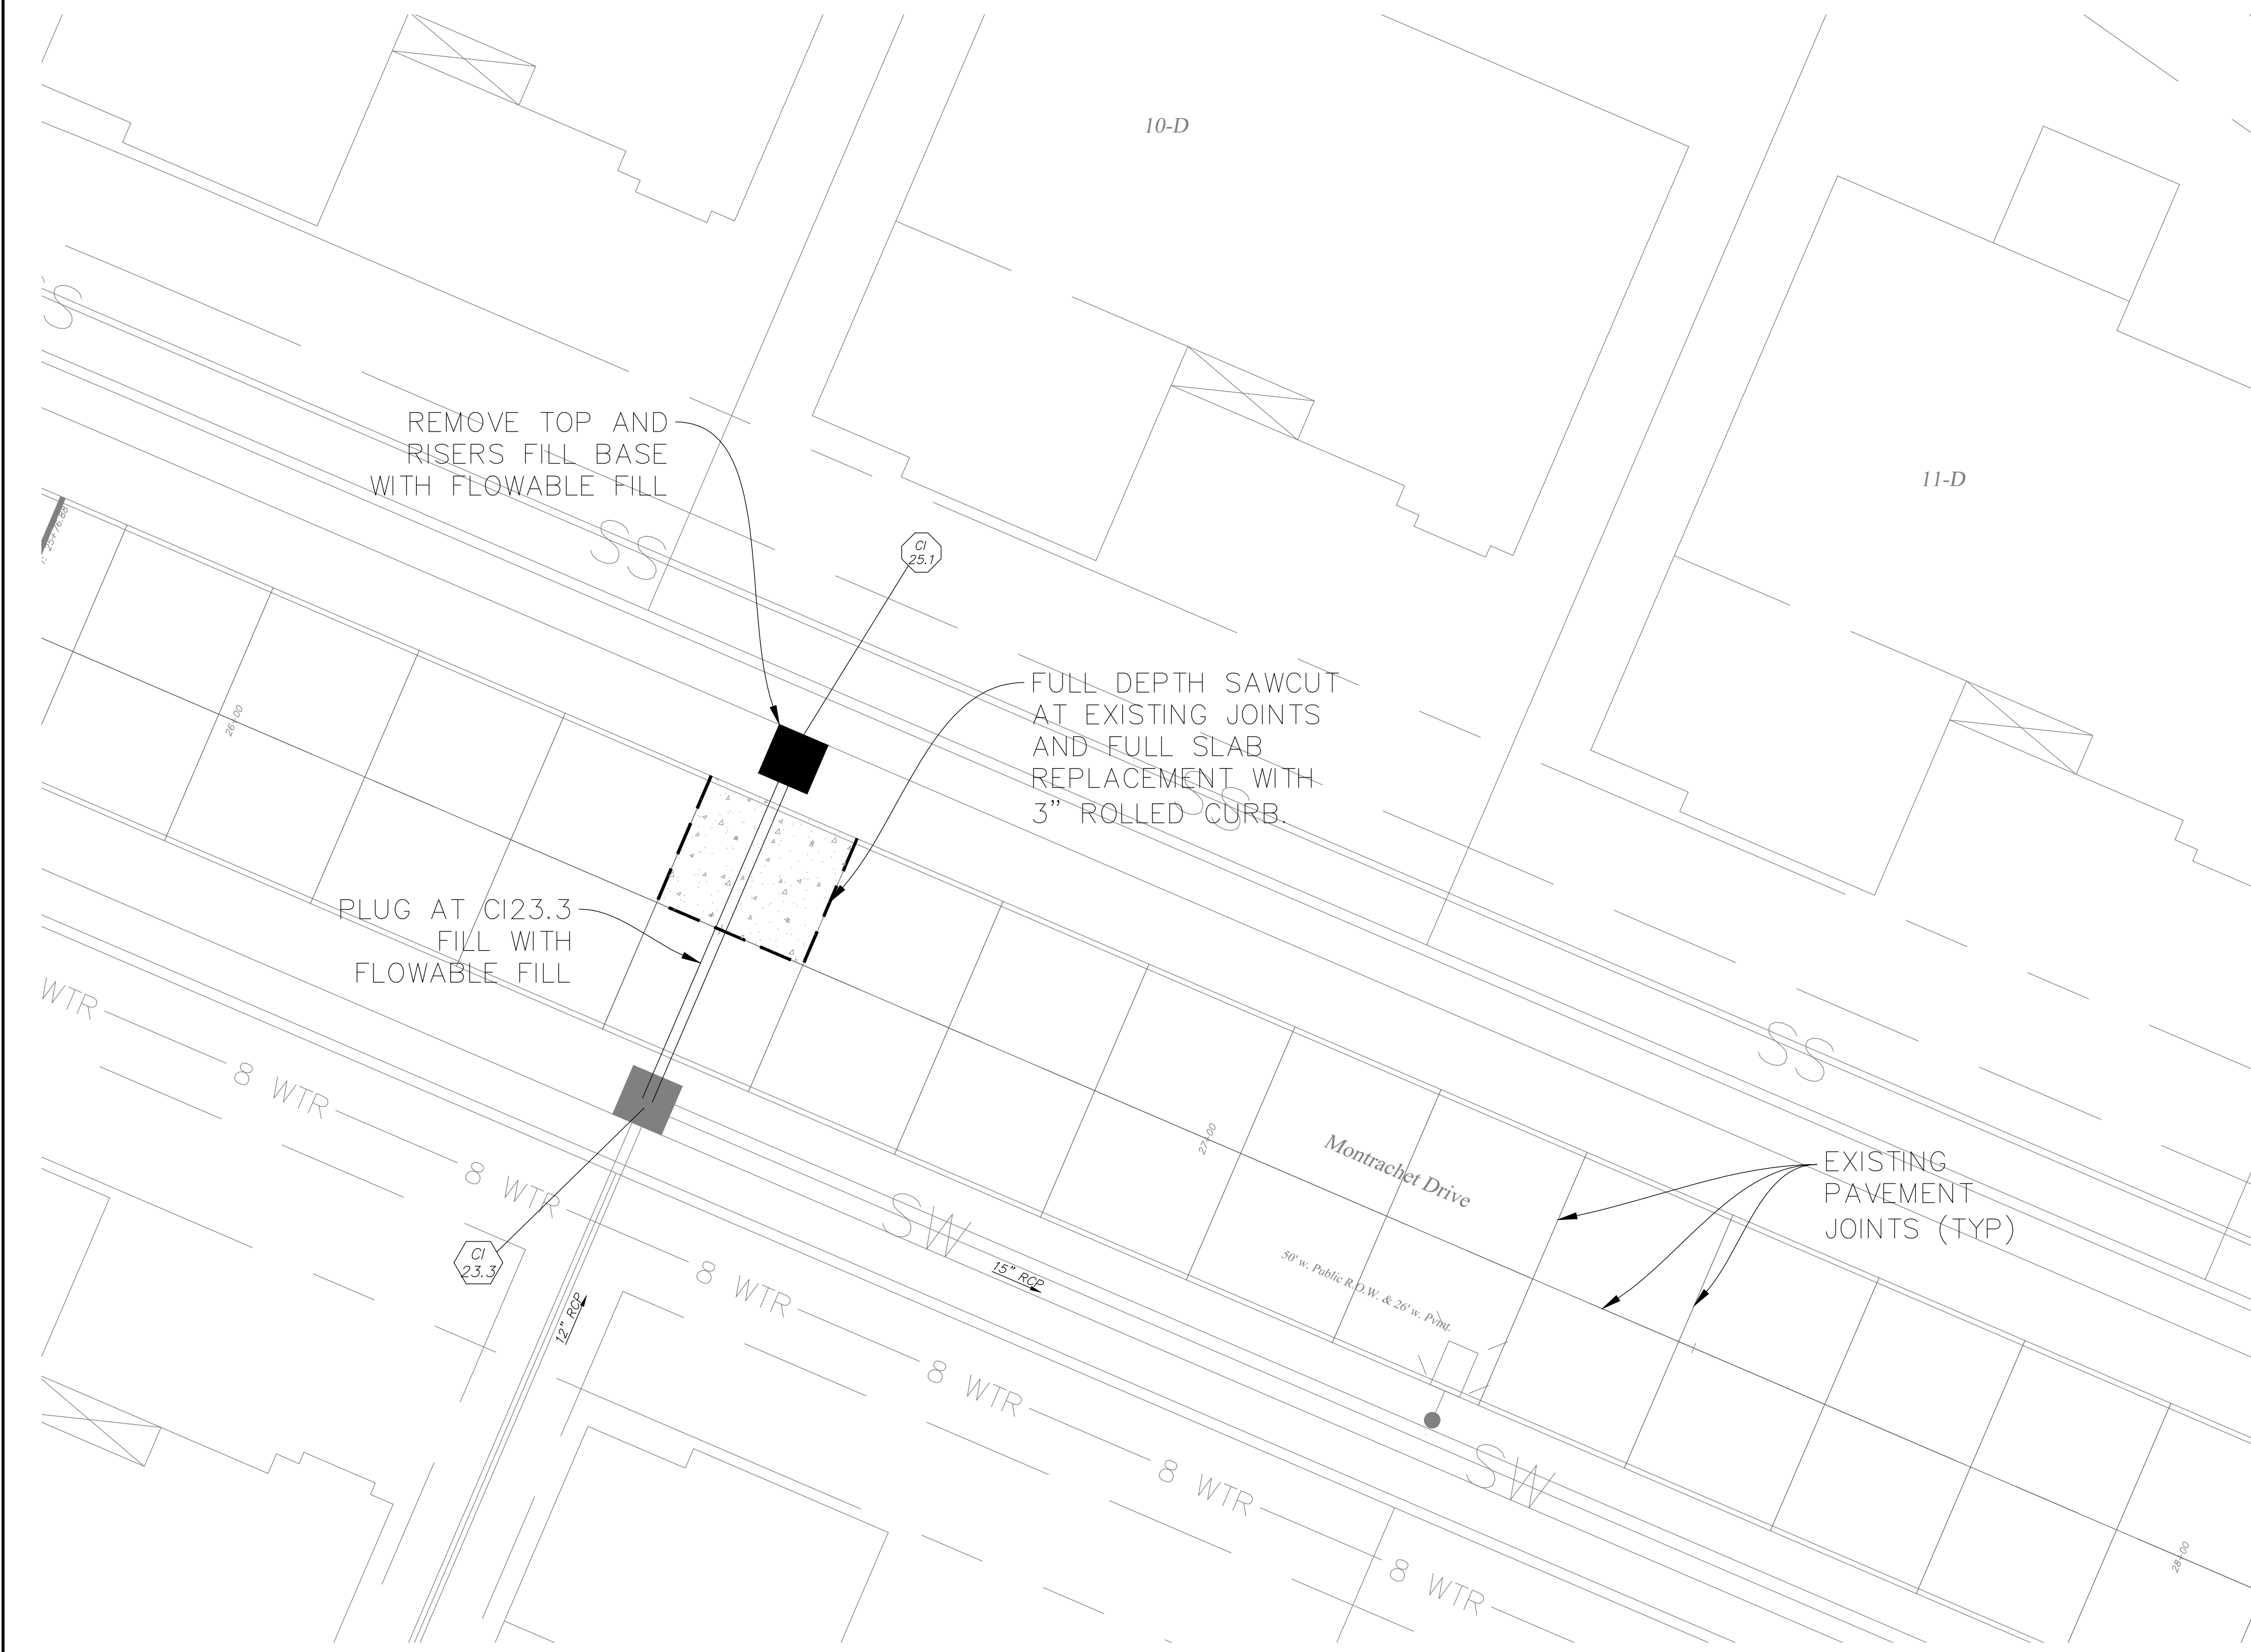 10-D
11-D
REMOVE TOP AND
RISERS FILL BASE
WITH FLOWABLE FILL
S
SS
CI
25.1
25+76.88
26+00
FULL DEPTH SAWCUT
AT EXISTING JOINTS
AND FULL SLAB
REPLACEMENT WITH
3” ROLLED CURB.
SS
PLUG AT CI23.3
FILL WITH
FLOWABLE FILL
SS
WTR
8 WTR
8 WTR
8 WTR
8 WTR
8 WTR
8 WTR
27+00
Montrachet Drive
50' w. Public R.O.W. & 26' w. Pvmt.
EXISTING
PAVEMENT
JOINTS (TYP)
SW
15" RCP
CI
23.3
12" RCP
SW
28+00